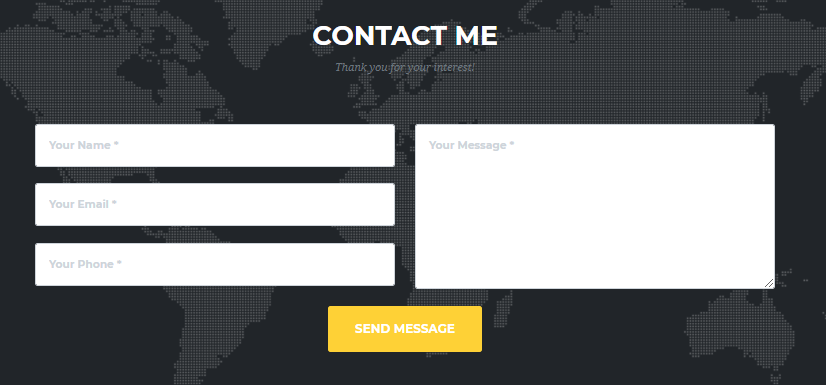 CONTACT ME
Thank you for your interest!
Your Name *
Your Email *
Your Phone *
Your Message *
SEND MESSAGE